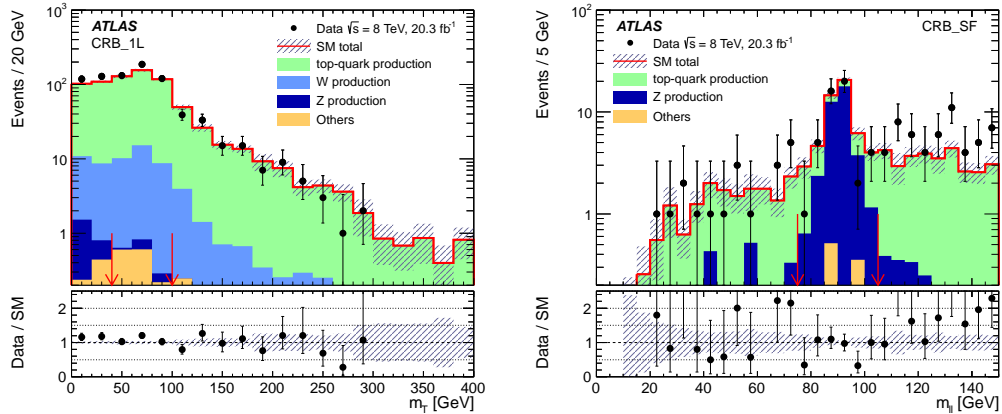 ATLAS
CRB_1L
Data √s = 8 TeV, 20.3 fb⁻¹
SM total
top-quark production
W production
Z production
Others
Events / 20 GeV
10³
10²
10
1
Data / SM
2
1
0
0 50 100 150 200 250 300 350 400
m_T [GeV]
ATLAS
CRB_SF
Data √s = 8 TeV, 20.3 fb⁻¹
SM total
top-quark production
Z production
Others
Events / 5 GeV
10²
10
1
Data / SM
2
1
0
20 40 60 80 100 120 140
m_ll [GeV]